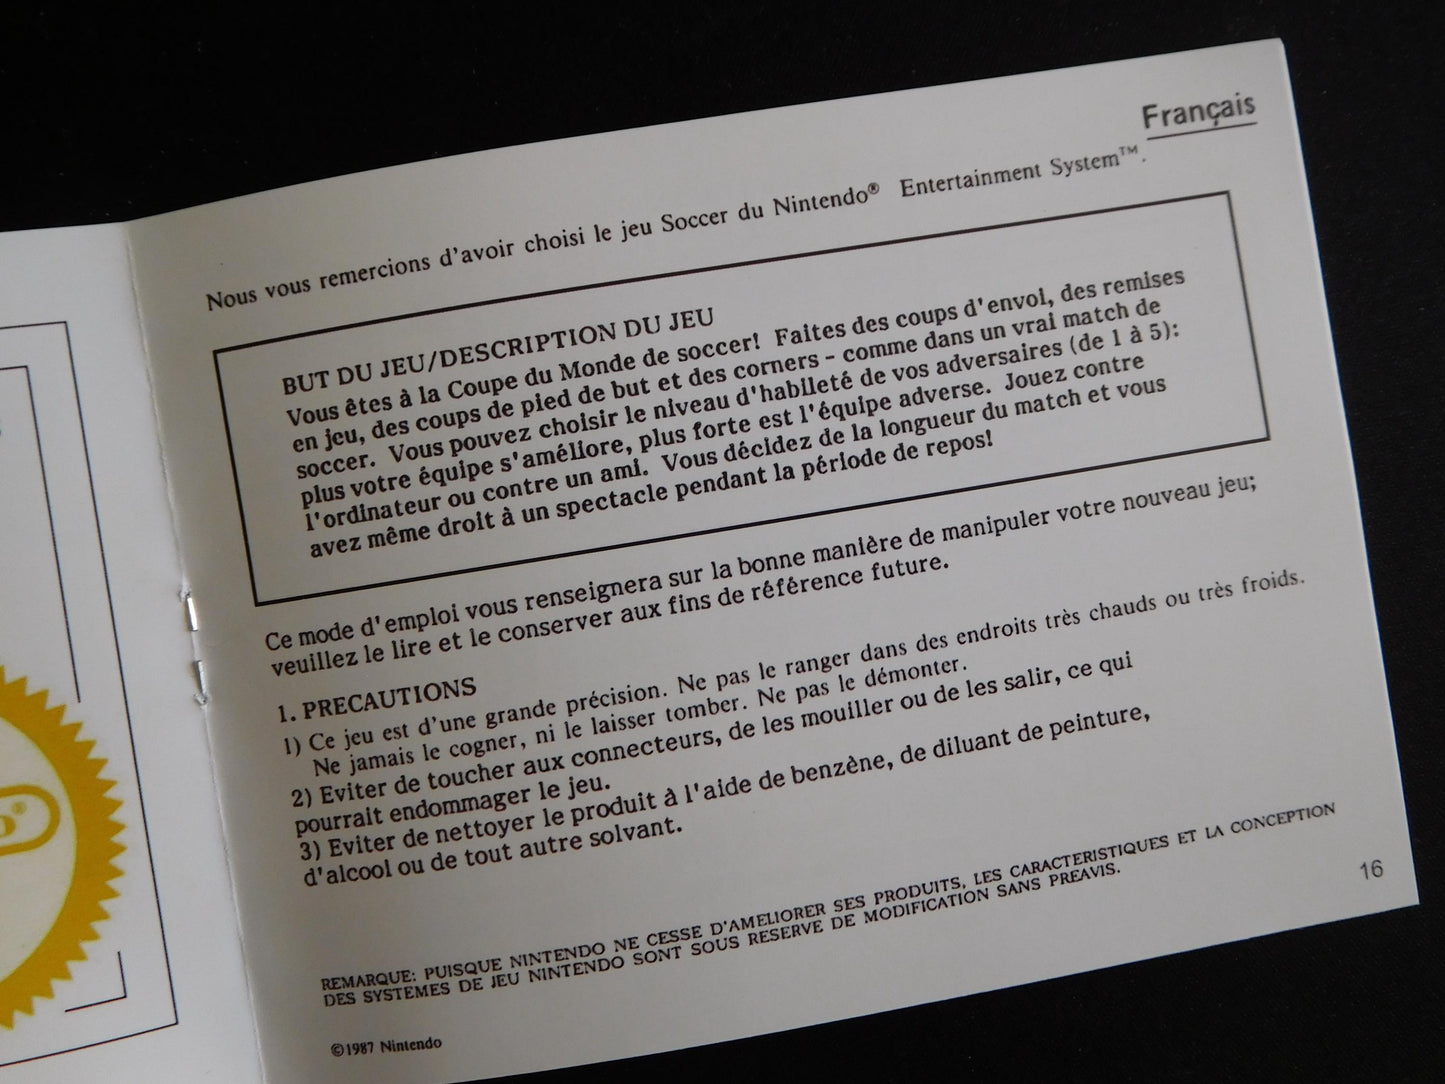 Français
Nous vous remercions d'avoir choisi le jeu Soccer du Nintendo® Entertainment System™.
BUT DU JEU/DESCRIPTION DU JEU
Vous êtes à la Coupe du Monde de soccer! Faites des coups d'envoi, des remises
en jeu, des coups de pied de but et des corners - comme dans un vrai match de
soccer. Vous pouvez choisir le niveau d'habileté de vos adversaires (de 1 à 5):
plus votre équipe s'améliore, plus forte est l'équipe adverse. Jouez contre
l'ordinateur ou contre un ami. Vous décidez de la longueur du match et vous
avez même droit à un spectacle pendant la période de repos!
Ce mode d'emploi vous renseignera sur la bonne manière de manipuler votre nouveau jeu;
veuillez le lire et le conserver aux fins de référence future.
1. PRECAUTIONS
1) Ce jeu est d'une grande précision. Ne pas le ranger dans des endroits très chauds ou très froids.
Ne jamais le cogner, ni le laisser tomber. Ne pas le démonter.
2) Eviter de toucher aux connecteurs, de les mouiller ou de les salir, ce qui
pourrait endommager le jeu.
3) Eviter de nettoyer le produit à l'aide de benzène, de diluant de peinture,
d'alcool ou de tout autre solvant.
REMARQUE: PUISQUE NINTENDO NE CESSE D'AMELIORER SES PRODUITS, LES CARACTERISTIQUES ET LA CONCEPTION
DES SYSTEMES DE JEU NINTENDO SONT SOUS RESERVE DE MODIFICATION SANS PREAVIS.
16
©1987 Nintendo